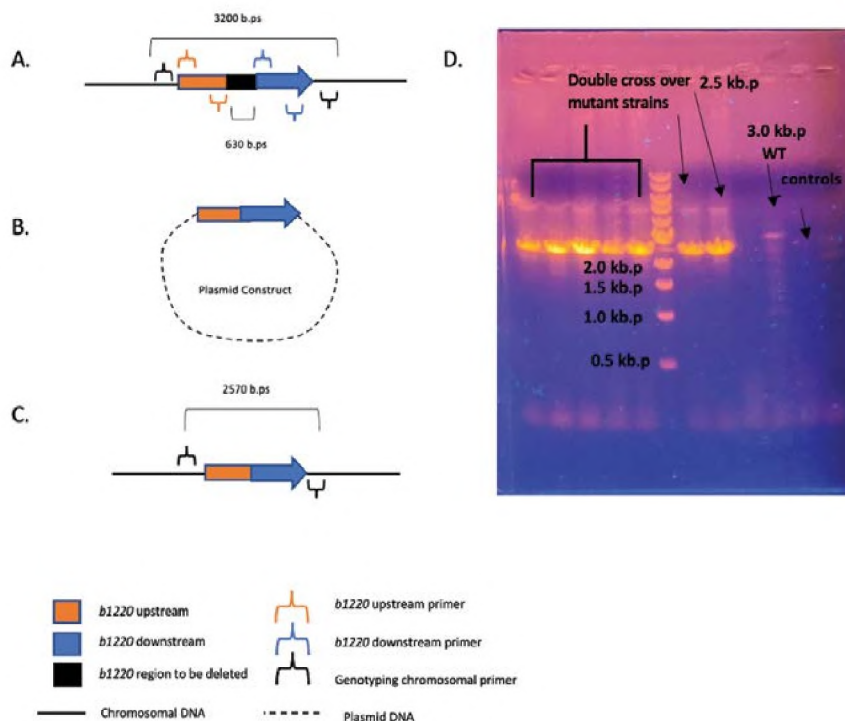 A.
3200 b.ps
630 b.ps
B.
Plasmid Construct
C.
2570 b.ps
D.
Double cross over
mutant strains
2.5 kb.p
3.0 kb.p
WT
controls
2.0 kb.p
1.5 kb.p
1.0 kb.p
0.5 kb.p
b1220 upstream
b1220 downstream
b1220 region to be deleted
Chromosomal DNA
b1220 upstream primer
b1220 downstream primer
Genotyping chromosomal primer
Plasmid DNA